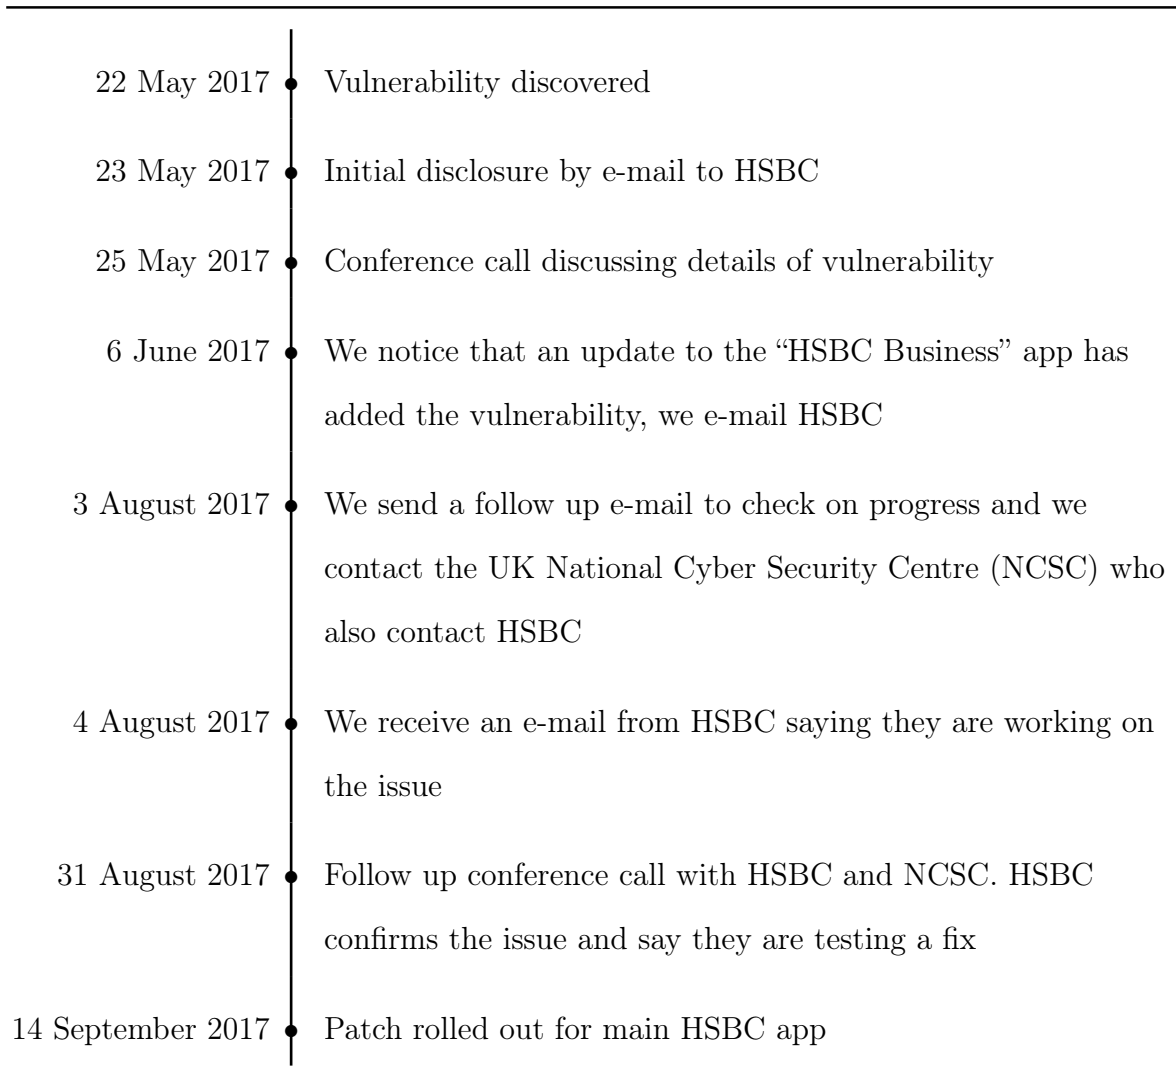 22 May 2017 Vulnerability discovered
23 May 2017 Initial disclosure by e-mail to HSBC
25 May 2017 Conference call discussing details of vulnerability
6 June 2017 We notice that an update to the “HSBC Business” app has
added the vulnerability, we e-mail HSBC
3 August 2017 We send a follow up e-mail to check on progress and we
contact the UK National Cyber Security Centre (NCSC) who
also contact HSBC
4 August 2017 We receive an e-mail from HSBC saying they are working on
the issue
31 August 2017 Follow up conference call with HSBC and NCSC. HSBC
confirms the issue and say they are testing a fix
14 September 2017 Patch rolled out for main HSBC app